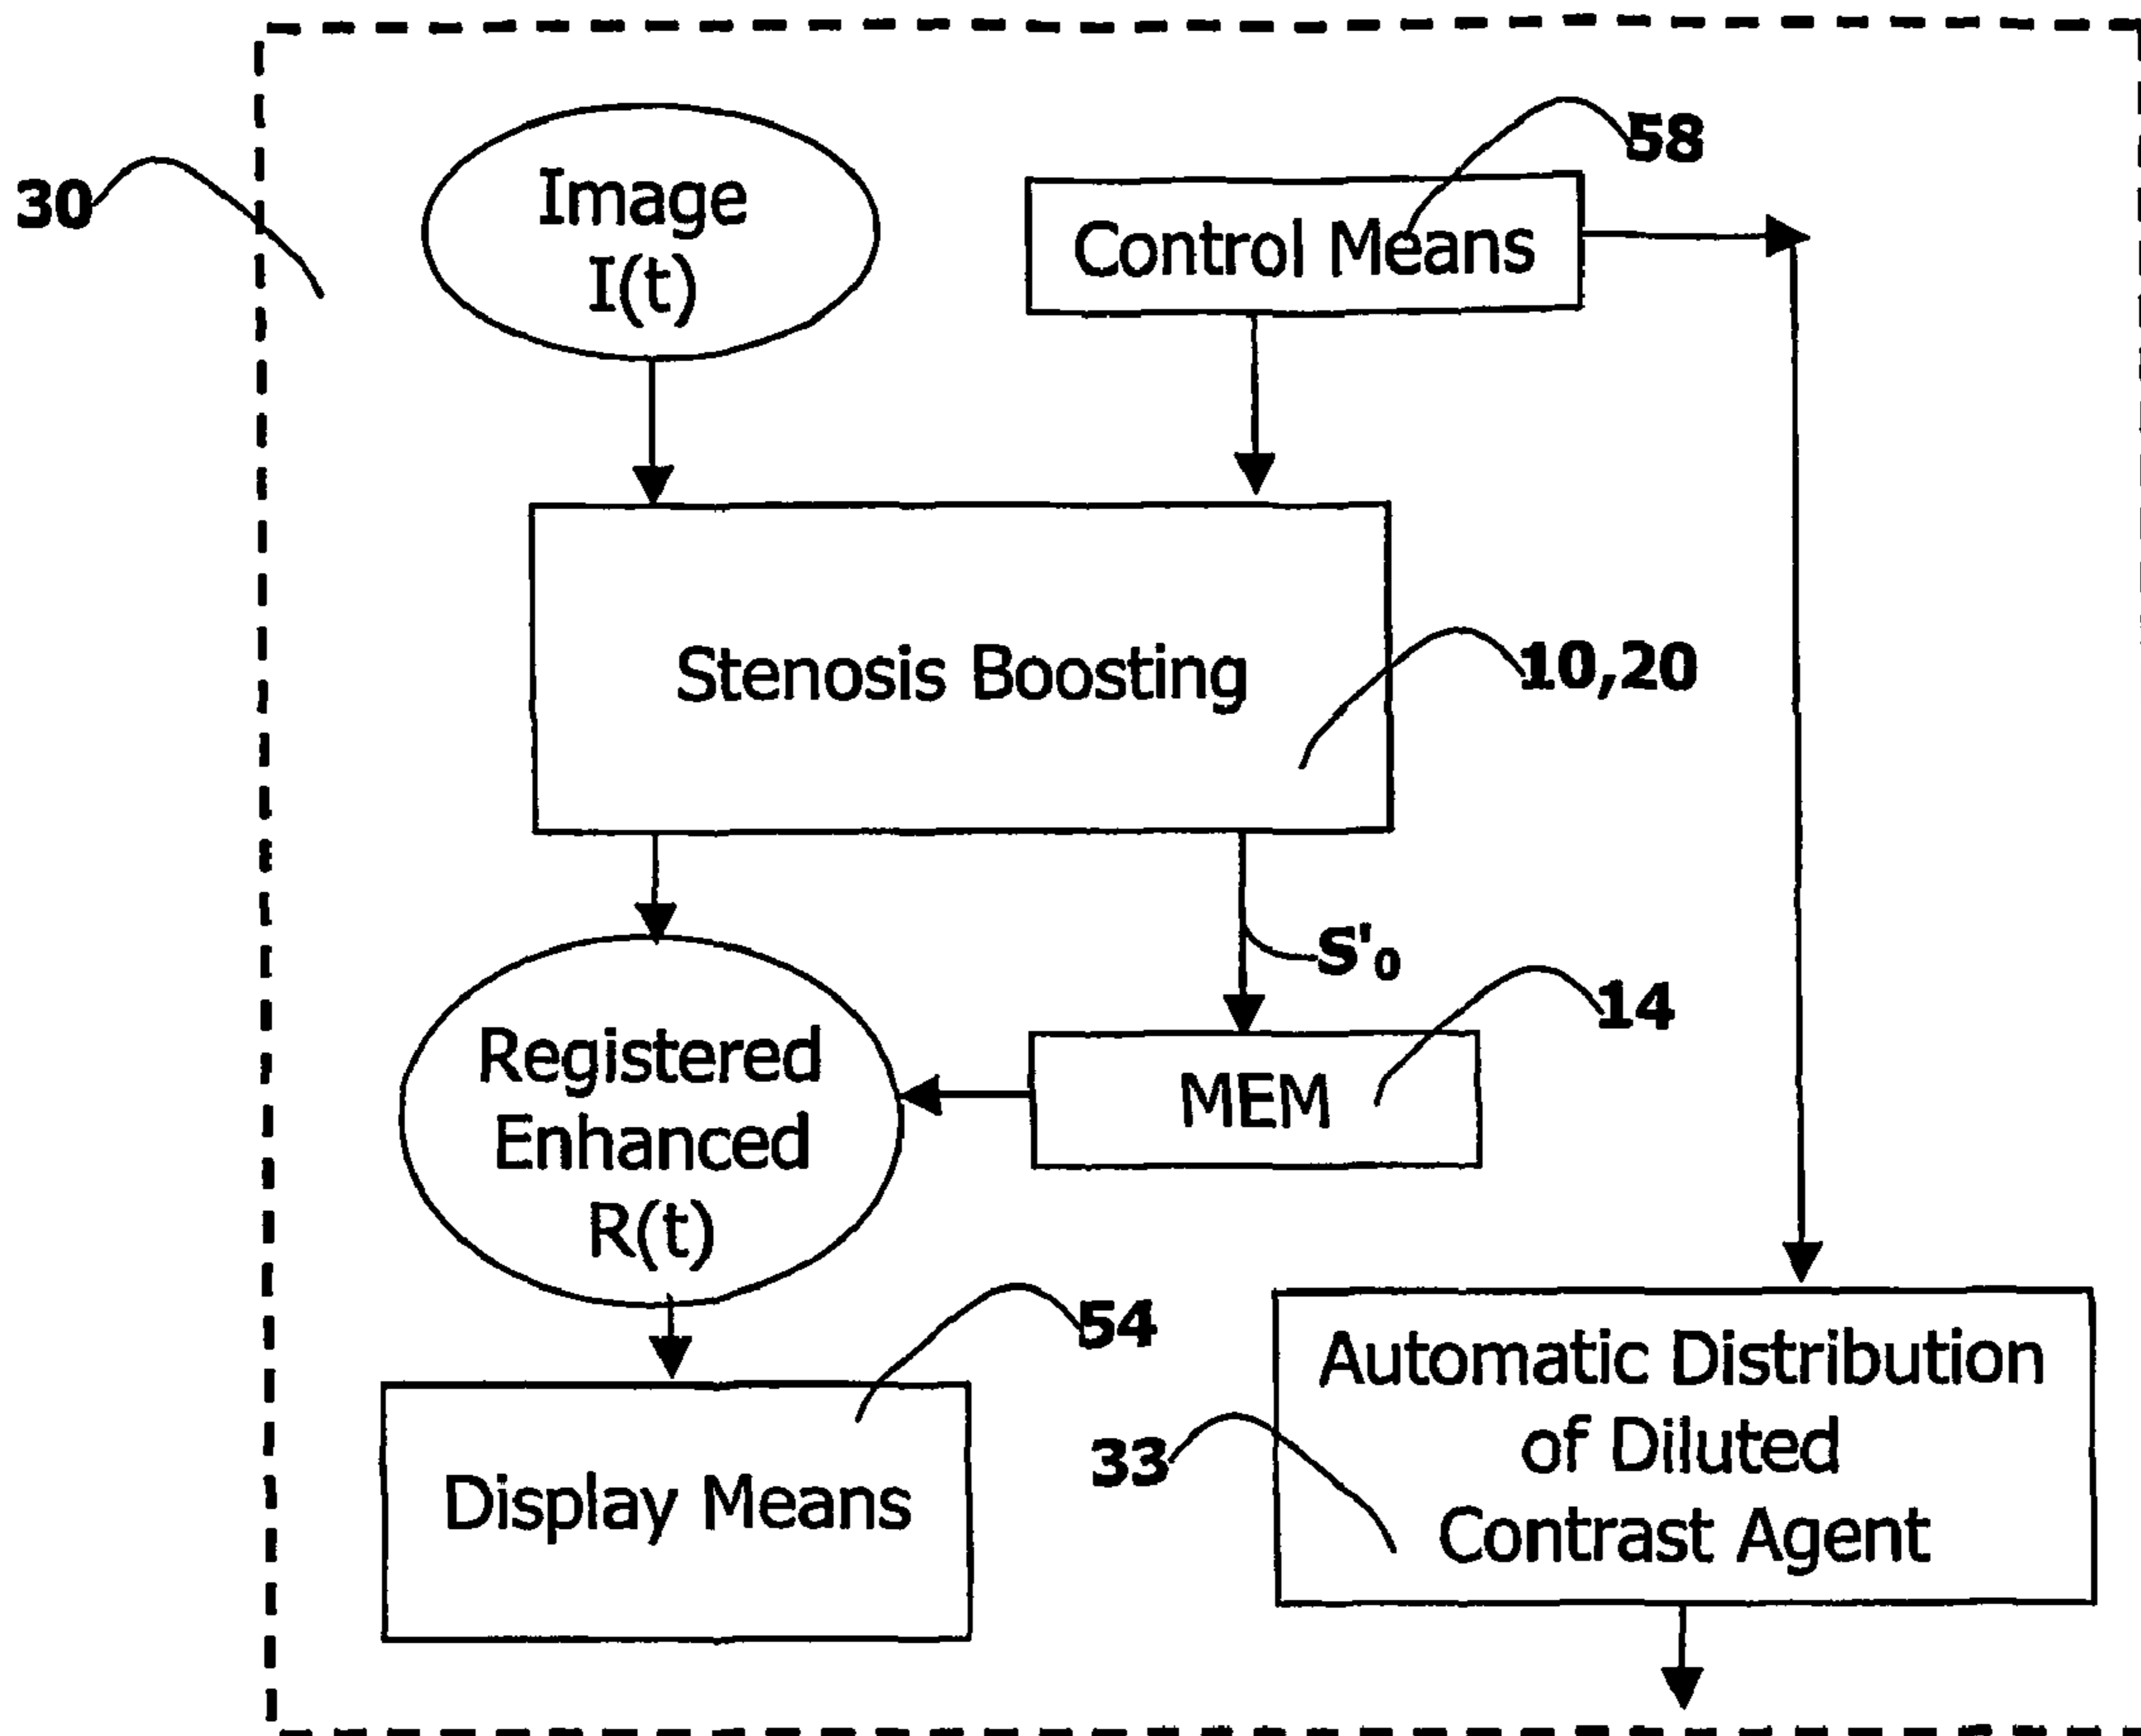 58
30
Image
I(t)
Control Means
Stenosis Boosting
10,20
S'0
14
Registered
Enhanced
R(t)
MEM
54
Automatic Distribution
of Diluted
Contrast Agent
33
Display Means